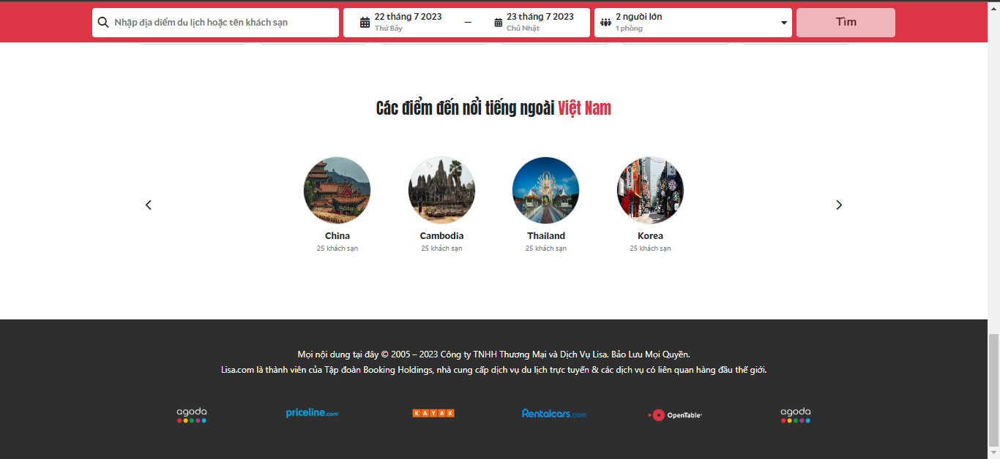 Nhập địa điểm du lịch hoặc tên khách sạn
22 tháng 7 2023
Thứ Bảy
—
23 tháng 7 2023
Chủ Nhật
2 người lớn
1 phòng
Tìm
Các điểm đến nổi tiếng ngoài Việt Nam
China
25 khách sạn
Cambodia
25 khách sạn
Thailand
25 khách sạn
Korea
25 khách sạn
Mọi nội dung tại đây © 2005 – 2023 Công ty TNHH Thương Mại và Dịch Vụ Lisa. Bảo Lưu Mọi Quyền.
Lisa.com là thành viên của Tập đoàn Booking Holdings, nhà cung cấp dịch vụ du lịch trực tuyến & các dịch vụ có liên quan hàng đầu thế giới.
agoda
priceline.com
KAYAK
Rentalcars.com
OpenTable
agoda